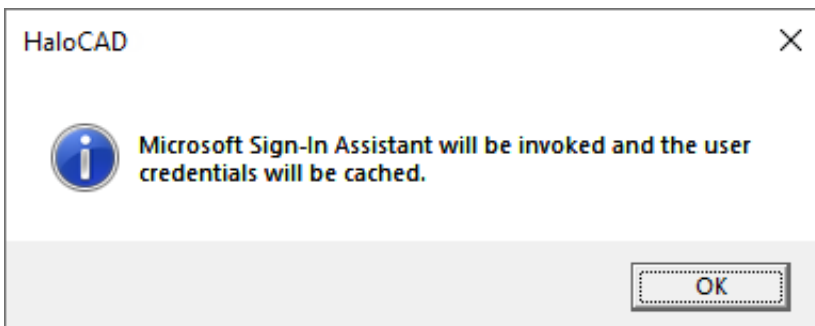 HaloCAD
Microsoft Sign-In Assistant will be invoked and the user
credentials will be cached.
OK